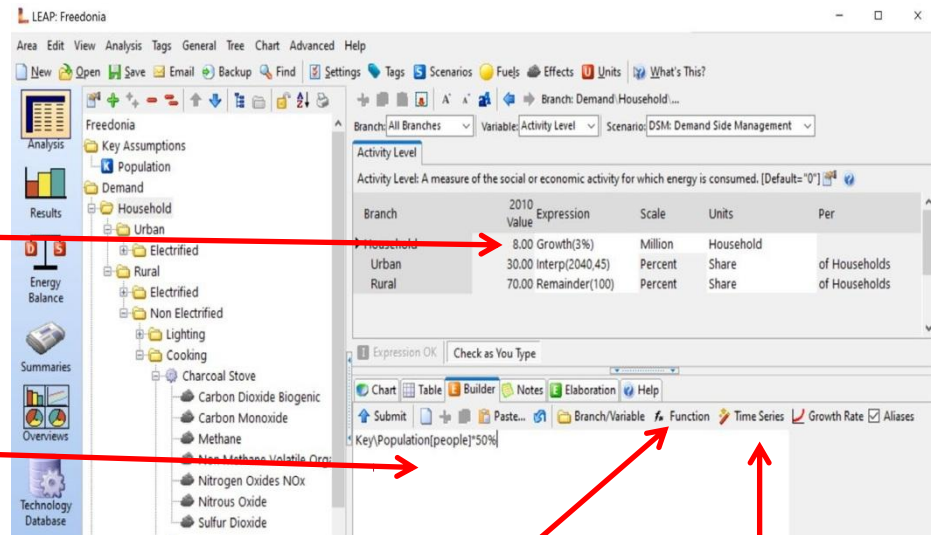 LEAP: Freedonia
Area Edit View Analysis Tags General Tree Chart Advanced Help
New Open Save Email Backup Find Settings Tags Scenarios Fuels Effects Units What's This?
Branch: Demand\Household\...
Branch: All Branches Variable: Activity Level Scenario: DSM: Demand Side Management
Activity Level
Activity Level: A measure of the social or economic activity for which energy is consumed. [Default="0"]
Branch 2010 Value Expression Scale Units Per
Household 8.00 Growth(3%) Million Household
Urban 30.00 Interp(2040,45) Percent Share of Households
Rural 70.00 Remainder(100) Percent Share of Households
Expression OK Check as You Type
Chart Table Builder Notes Elaboration Help
Submit Paste... Branch/Variable Function Time Series Growth Rate Aliases
Key\Population[people]*50%
Analysis
Results
Energy
Balance
Summaries
Overviews
Technology
Database
Freedonia
Key Assumptions
Population
Demand
Household
Urban
Electrified
Rural
Electrified
Non Electrified
Lighting
Cooking
Charcoal Stove
Carbon Dioxide Biogenic
Carbon Monoxide
Methane
Non Methane Volatile Orga
Nitrogen Oxides NOx
Nitrous Oxide
Sulfur Dioxide